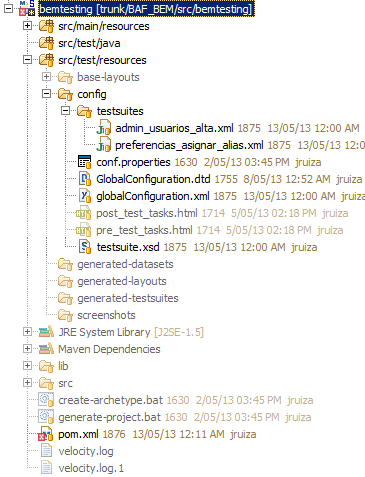 bemtesting [trunk/BAF_BEM/src/bemtesting]
src/main/resources
src/test/java
src/test/resources
base-layouts
config
testsuites
admin_usuarios_alta.xml 1875 13/05/13 12:00 AM
preferencias_asignar_alias.xml 1875 13/05/13
conf.properties 1630 2/05/13 03:45 PM jruiza
GlobalConfiguration.dtd 1755 8/05/13 12:52 AM jruiza
globalConfiguration.xml 1875 13/05/13 12:00 AM jru
post_test_tasks.html 1714 5/05/13 02:18 PM jruiza
pre_test_tasks.html 1714 5/05/13 02:18 PM jruiza
testsuite.xsd 1875 13/05/13 12:00 AM jruiza
generated-datasets
generated-layouts
generated-testsuites
screenshots
JRE System Library [J2SE-1.5]
Maven Dependencies
lib
src
create-archetype.bat 1630 2/05/13 03:45 PM jruiza
generate-project.bat 1630 2/05/13 03:45 PM jruiza
pom.xml 1876 13/05/13 12:11 AM jruiza
velocity.log
velocity.log.1